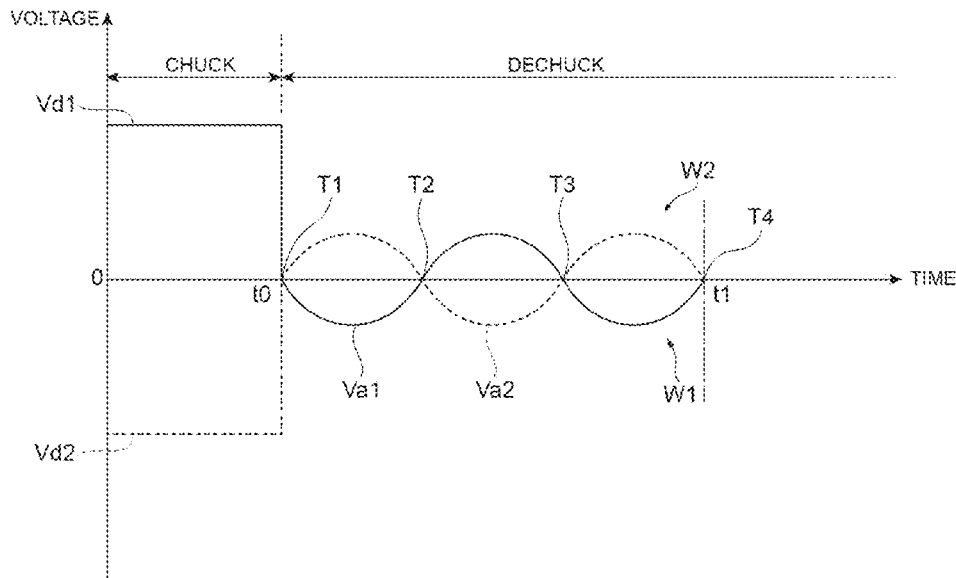 VOLTAGE
CHUCK
DECHUCK
Vd1
T1
T2
T3
W2
T4
0
t0
t1
TIME
Va1
Va2
W1
Vd2